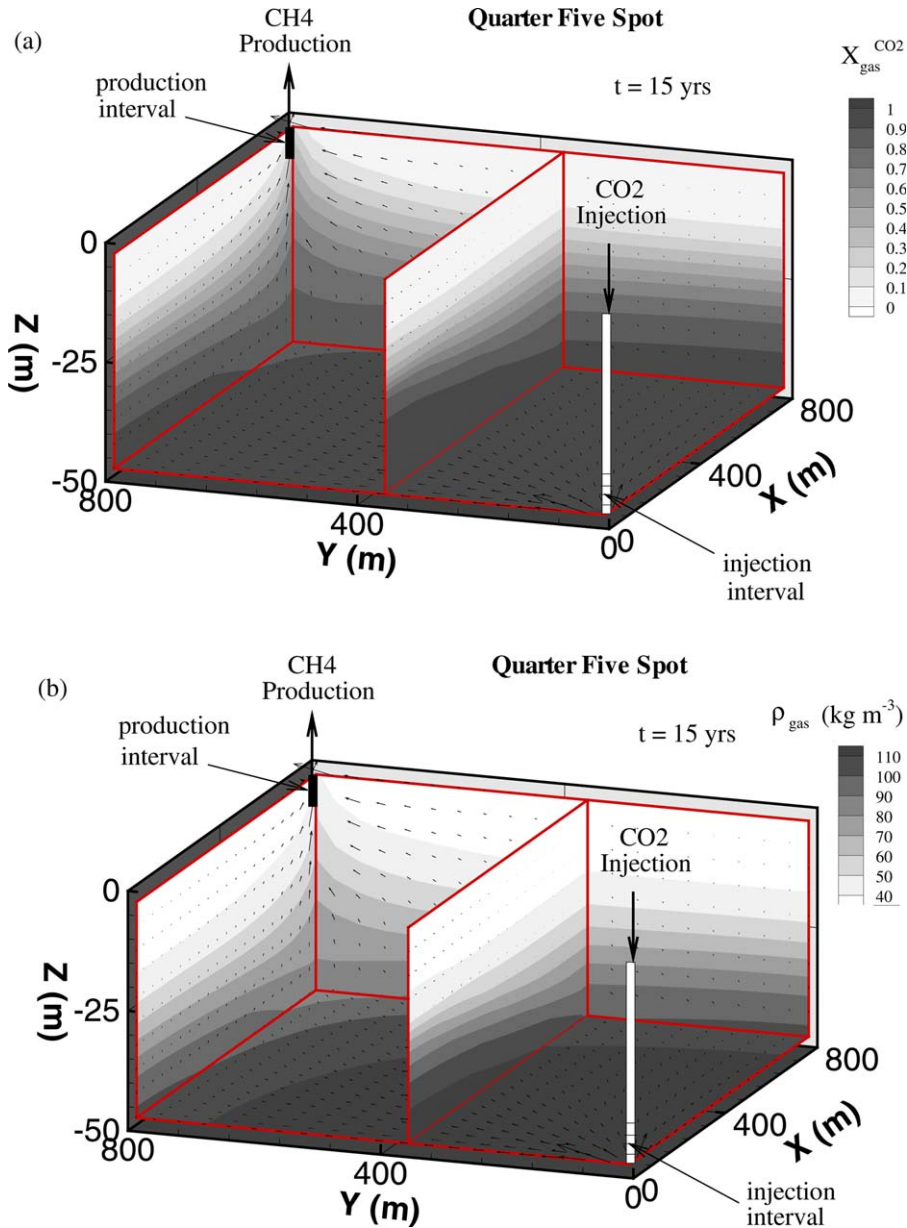 (a)
CH4
Production
Quarter Five Spot
production
interval
t = 15 yrs
X gas CO2
1
0.9
0.8
0.7
0.6
0.5
0.4
0.3
0.2
0.1
0
CO2
Injection
0
-25
-50
Z (m)
800
400
0
Y (m)
0
400
800
X (m)
injection
interval
(b)
CH4
Production
Quarter Five Spot
production
interval
t = 15 yrs
ρ gas (kg m-3)
110
100
90
80
70
60
50
40
CO2
Injection
0
-25
-50
Z (m)
800
400
0
Y (m)
0
400
800
X (m)
injection
interval